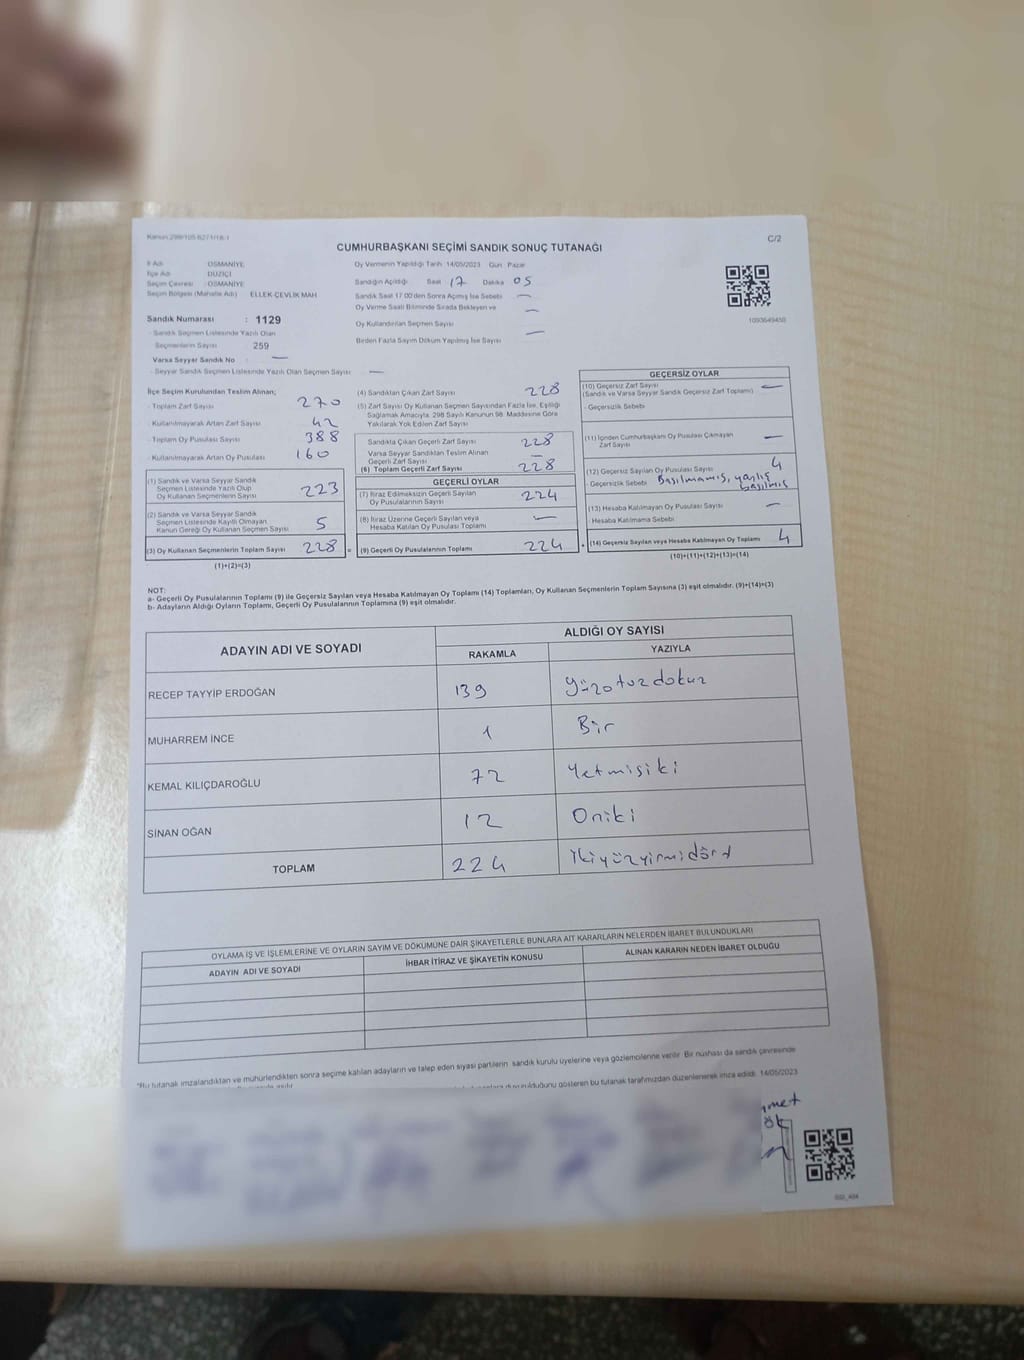 Kanun:298/105 6271/18-1
C/2
CUMHURBAŞKANI SEÇİMİ SANDIK SONUÇ TUTANAĞI
İl Adı OSMANİYE
İlçe Adı DÜZİÇİ
Seçim Çevresi : OSMANİYE
Seçim Bölgesi (Mahalle Adı) ELLEK ÇEVLİK MAH
Sandık Numarası : 1129
- Sandık Seçmen Listesinde Yazılı Olan
Seçmenlerin Sayısı 259
Varsa Seyyar Sandık No —
- Seyyar Sandık Seçmen Listesinde Yazılı Olan Seçmen Sayısı —
Oy Vermenin Yapıldığı Tarih 14/05/2023 Gün Pazar
Sandığın Açıldığı Saat 17 Dakika 05
Sandık Saat 17.00'den Sonra Açılmış İse Sebebi —
Oy Verme Saati Bitiminde Sırada Bekleyen ve —
Oy Kullandırılan Seçmen Sayısı
Birden Fazla Sayım Döküm Yapılmış İse Sayısı —
1093649450
İlçe Seçim Kurulundan Teslim Alınan;
- Toplam Zarf Sayısı 270
- Kullanılmayarak Artan Zarf Sayısı 42
- Toplam Oy Pusulası Sayısı 388
- Kullanılmayarak Artan Oy Pusulası 160
(1) Sandık ve Varsa Seyyar Sandık
Seçmen Listesinde Yazılı Olup
Oy Kullanan Seçmenlerin Sayısı 223
(2) Sandık ve Varsa Seyyar Sandık
Seçmen Listesinde Kayıtlı Olmayan
Kanun Gereği Oy Kullanan Seçmen Sayısı 5
(3) Oy Kullanan Seçmenlerin Toplam Sayısı 228
(1)+(2)=(3)
(4) Sandıktan Çıkan Zarf Sayısı 228
(5) Zarf Sayısı Oy Kullanan Seçmen Sayısından Fazla İse, Eşitliği
Sağlamak Amacıyla, 298 Sayılı Kanunun 98. Maddesine Göre
Yakılarak Yok Edilen Zarf Sayısı
Sandıkta Çıkan Geçerli Zarf Sayısı 228
Varsa Seyyar Sandıktan Teslim Alınan
Geçerli Zarf Sayısı —
(6) Toplam Geçerli Zarf Sayısı 228
GEÇERLİ OYLAR
(7) İtiraz Edilmeksizin Geçerli Sayılan
Oy Pusulalarının Sayısı 224
(8) İtiraz Üzerine Geçerli Sayılan veya
Hesaba Katılan Oy Pusulası Toplamı —
= (9) Geçerli Oy Pusulalarının Toplamı 224
GEÇERSİZ OYLAR
(10) Geçersiz Zarf Sayısı —
(Sandık ve Varsa Seyyar Sandık Geçersiz Zarf Toplamı)
- Geçersizlik Sebebi
(11) İçinden Cumhurbaşkanı Oy Pusulası Çıkmayan
Zarf Sayısı —
(12) Geçersiz Sayılan Oy Pusulası Sayısı 4
- Geçersizlik Sebebi Basılmamış, yanlış
basılmış
(13) Hesaba Katılmayan Oy Pusulası Sayısı —
- Hesaba Katılmama Sebebi
+ (14) Geçersiz Sayılan veya Hesaba Katılmayan Oy Toplamı 4
(10)+(11)+(12)+(13)=(14)
NOT:
a- Geçerli Oy Pusulalarının Toplamı (9) ile Geçersiz Sayılan veya Hesaba Katılmayan Oy Toplamı (14) Toplamları, Oy Kullanan Seçmenlerin Toplam Sayısına (3) eşit olmalıdır. (9)+(14)=(3)
b- Adayların Aldığı Oyların Toplamı, Geçerli Oy Pusulalarının Toplamına (9) eşit olmalıdır.
ADAYIN ADI VE SOYADI
ALDIĞI OY SAYISI
RAKAMLA YAZIYLA
RECEP TAYYİP ERDOĞAN 139 Yüzotuzdokuz
MUHARREM İNCE 1 Bir
KEMAL KILIÇDAROĞLU 72 Yetmişiki
SİNAN OĞAN 12 Oniki
TOPLAM 224 İkiyüzyirmidört
OYLAMA İŞ VE İŞLEMLERİNE VE OYLARIN SAYIM VE DÖKÜMÜNE DAİR ŞİKAYETLERLE BUNLARA AİT KARARLARIN NELERDEN İBARET BULUNDUKLARI
ADAYIN ADI VE SOYADI
İHBAR İTİRAZ VE ŞİKAYETİN KONUSU
ALINAN KARARIN NEDEN İBARET OLDUĞU
*Bu tutanak imzalandıktan ve mühürlendikten sonra seçime katılan adayların ve talep eden siyasi partilerin sandık kurulu üyelerine veya gözlemcilerine verilir. Bir nüshası da sandık çevresinde
duyurulduğunu gösteren bu tutanak tarafımızdan düzenlenerek imza edildi. 14/05/2023